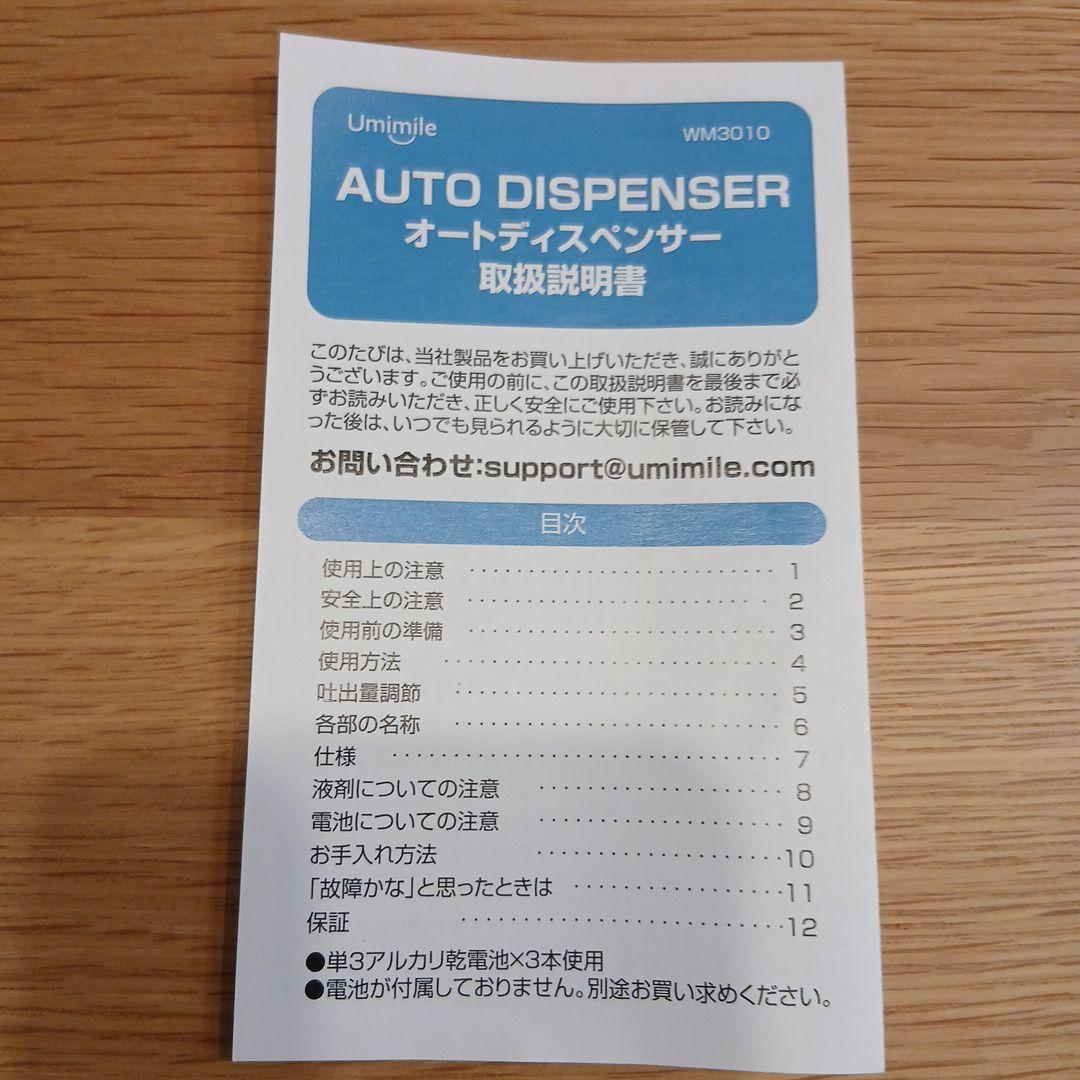 Umimile
WM3010
AUTO DISPENSER
オートディスペンサー
取扱説明書
このたびは、当社製品をお買い上げいただき、誠にありがと
うございます。ご使用の前に、この取扱説明書を最後まで必
ずお読みいただき、正しく安全にご使用下さい。お読みにな
った後は、いつでも見られるように大切に保管して下さい。
お問い合わせ:support@umimile.com
目次
使用上の注意 ‥‥‥‥‥‥‥‥‥‥‥‥ 1
安全上の注意 ‥‥‥‥‥‥‥‥‥‥‥‥ 2
使用前の準備 ‥‥‥‥‥‥‥‥‥‥‥‥ 3
使用方法 ‥‥‥‥‥‥‥‥‥‥‥‥ 4
吐出量調節 ‥‥‥‥‥‥‥‥‥‥‥‥ 5
各部の名称 ‥‥‥‥‥‥‥‥‥‥‥‥ 6
仕様 ‥‥‥‥‥‥‥‥‥‥‥‥ 7
液剤についての注意 ‥‥‥‥‥‥‥‥‥‥ 8
電池についての注意 ‥‥‥‥‥‥‥‥‥‥ 9
お手入れ方法 ‥‥‥‥‥‥‥‥‥‥ 10
「故障かな」と思ったときは ‥‥‥‥‥‥‥‥ 11
保証 ‥‥‥‥‥‥‥‥‥‥‥‥ 12
●単3アルカリ乾電池×3本使用
●電池が付属しておりません。別途お買い求めください。